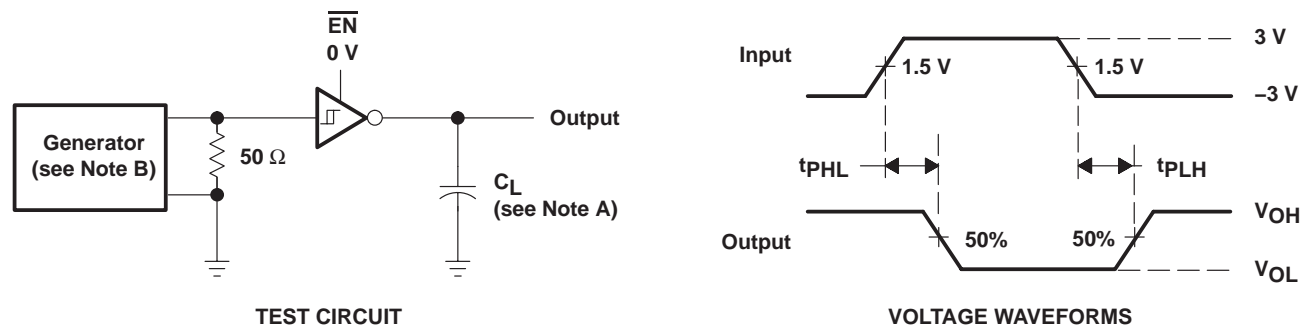 EN
0 V
Generator
(see Note B)
50 Ω
Output
CL
(see Note A)
TEST CIRCUIT
Input
3 V
1.5 V
1.5 V
–3 V
tPHL
tPLH
Output
50%
50%
VOH
VOL
VOLTAGE WAVEFORMS